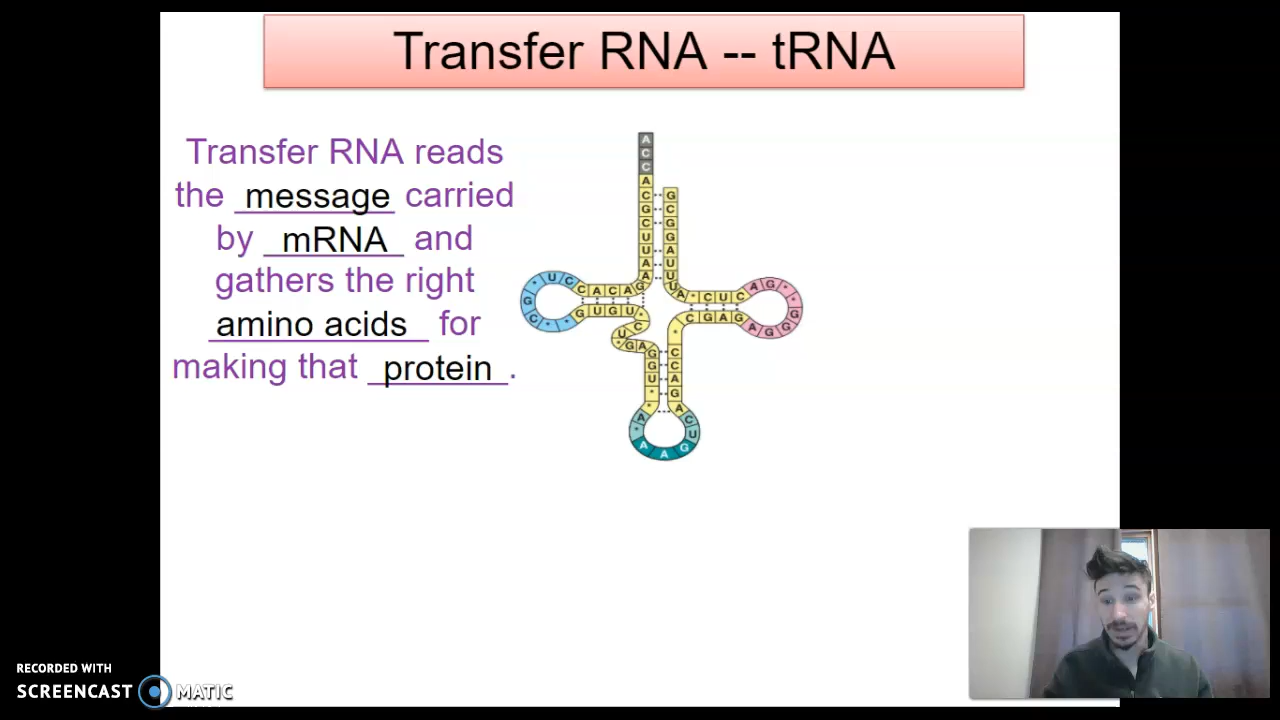 Transfer RNA -- tRNA
Transfer RNA reads
the message carried
by mRNA and
gathers the right
amino acids for
making that protein.
A
C
C
A
C
G
C
U
U
A
A
G
C
G
G
A
U
U
RECORDED WITH
SCREENCAST MATIC